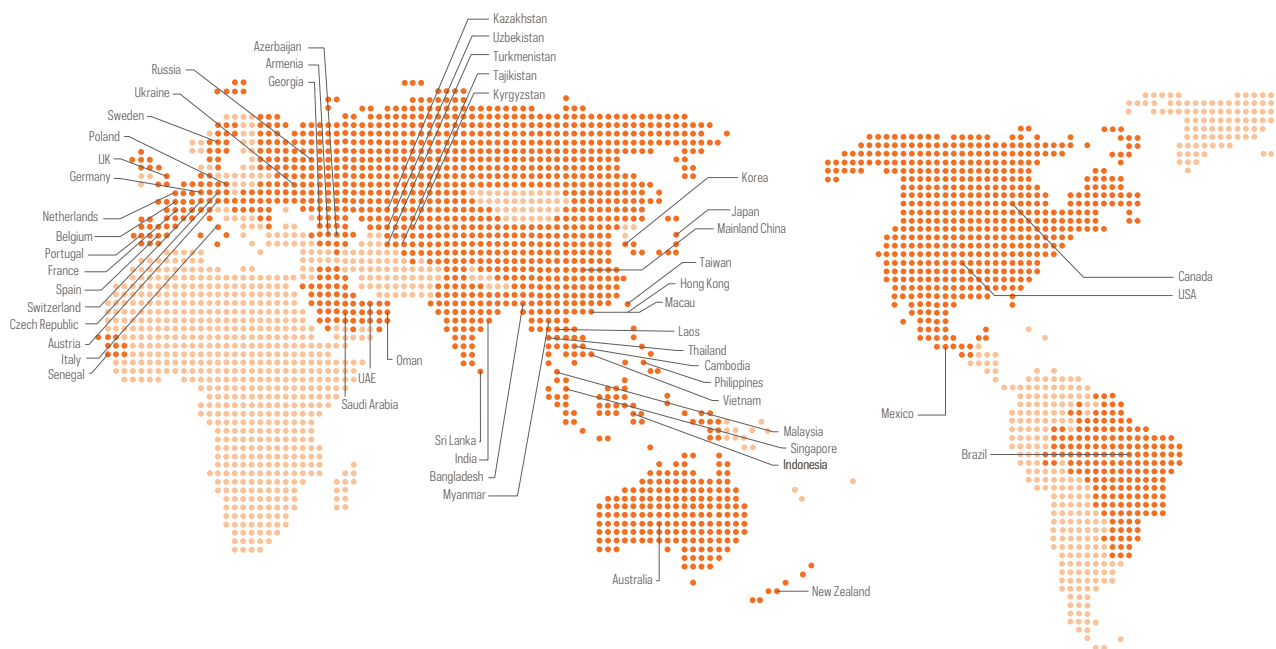 Kazakhstan
Uzbekistan
Turkmenistan
Tajikistan
Kyrgyzstan
Azerbaijan
Armenia
Georgia
Russia
Ukraine
Sweden
Poland
UK
Germany
Netherlands
Belgium
Portugal
France
Spain
Switzerland
Czech Republic
Austria
Italy
Senegal
Oman
UAE
Saudi Arabia
Sri Lanka
India
Bangladesh
Myanmar
Korea
Japan
Mainland China
Taiwan
Hong Kong
Macau
Laos
Thailand
Cambodia
Philippines
Vietnam
Malaysia
Singapore
Indonesia
Australia
New Zealand
Canada
USA
Mexico
Brazil